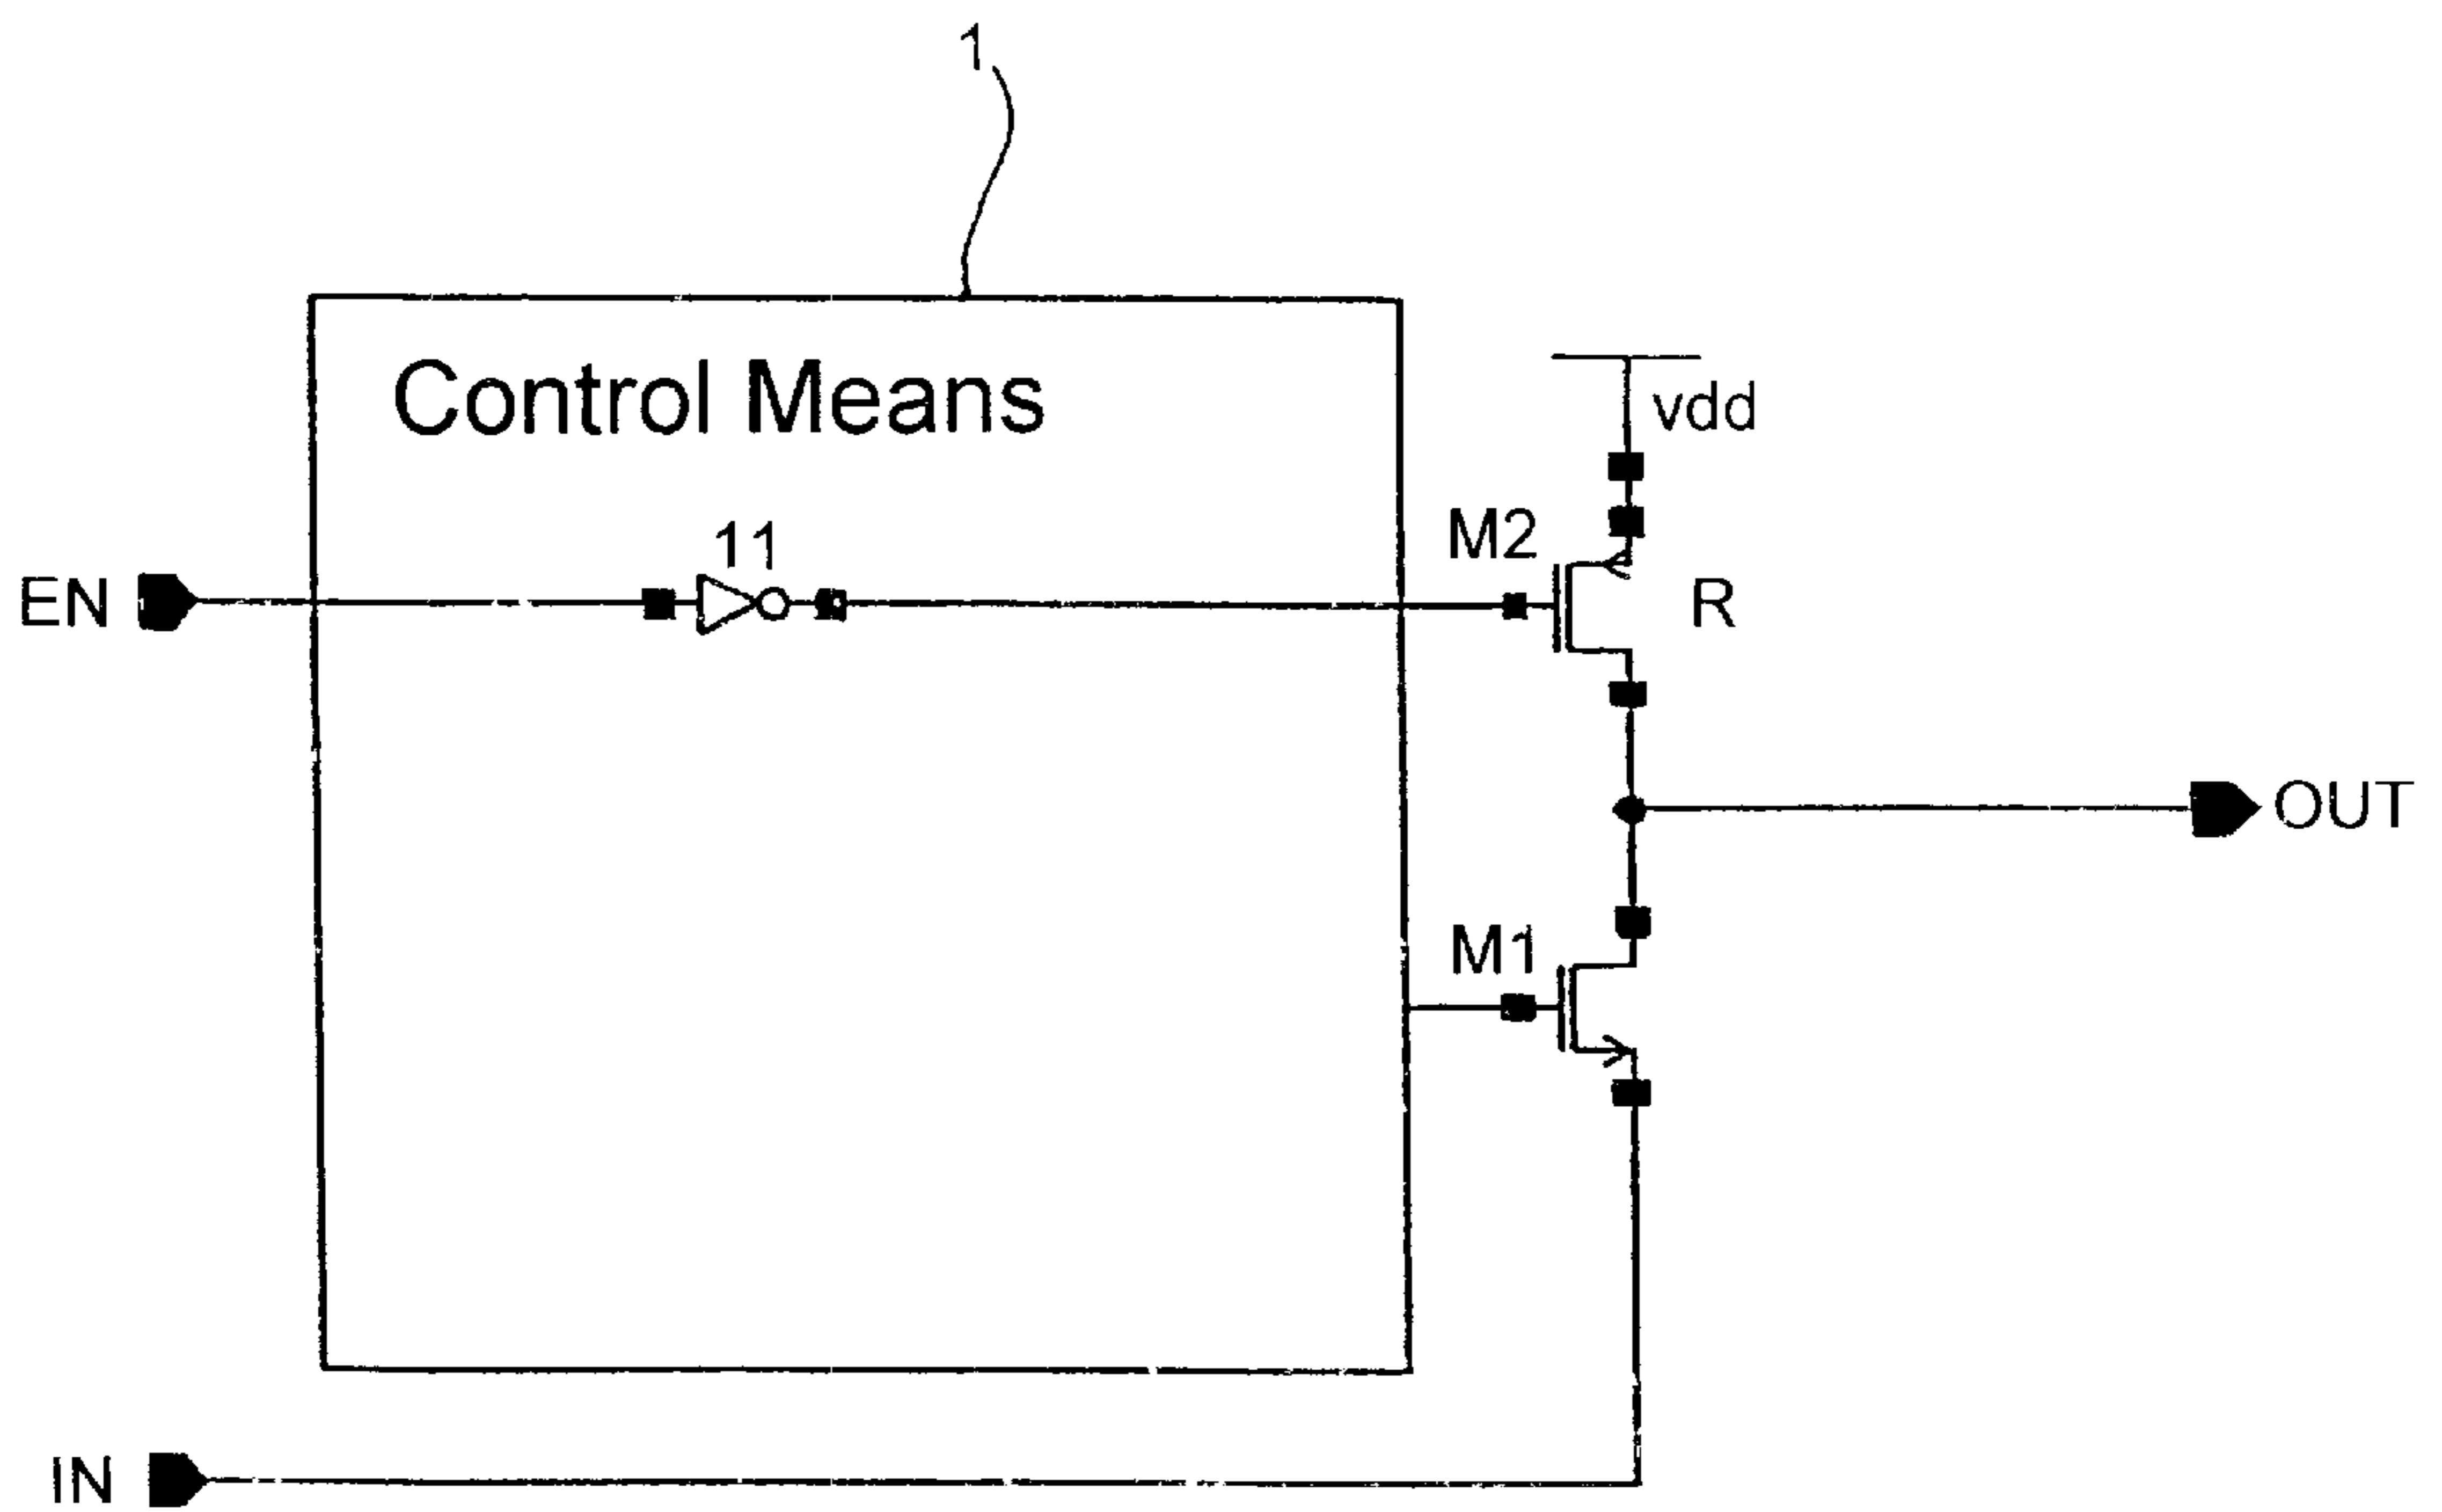 1
Control Means
vdd
M2
11
EN
R
OUT
M1
IN